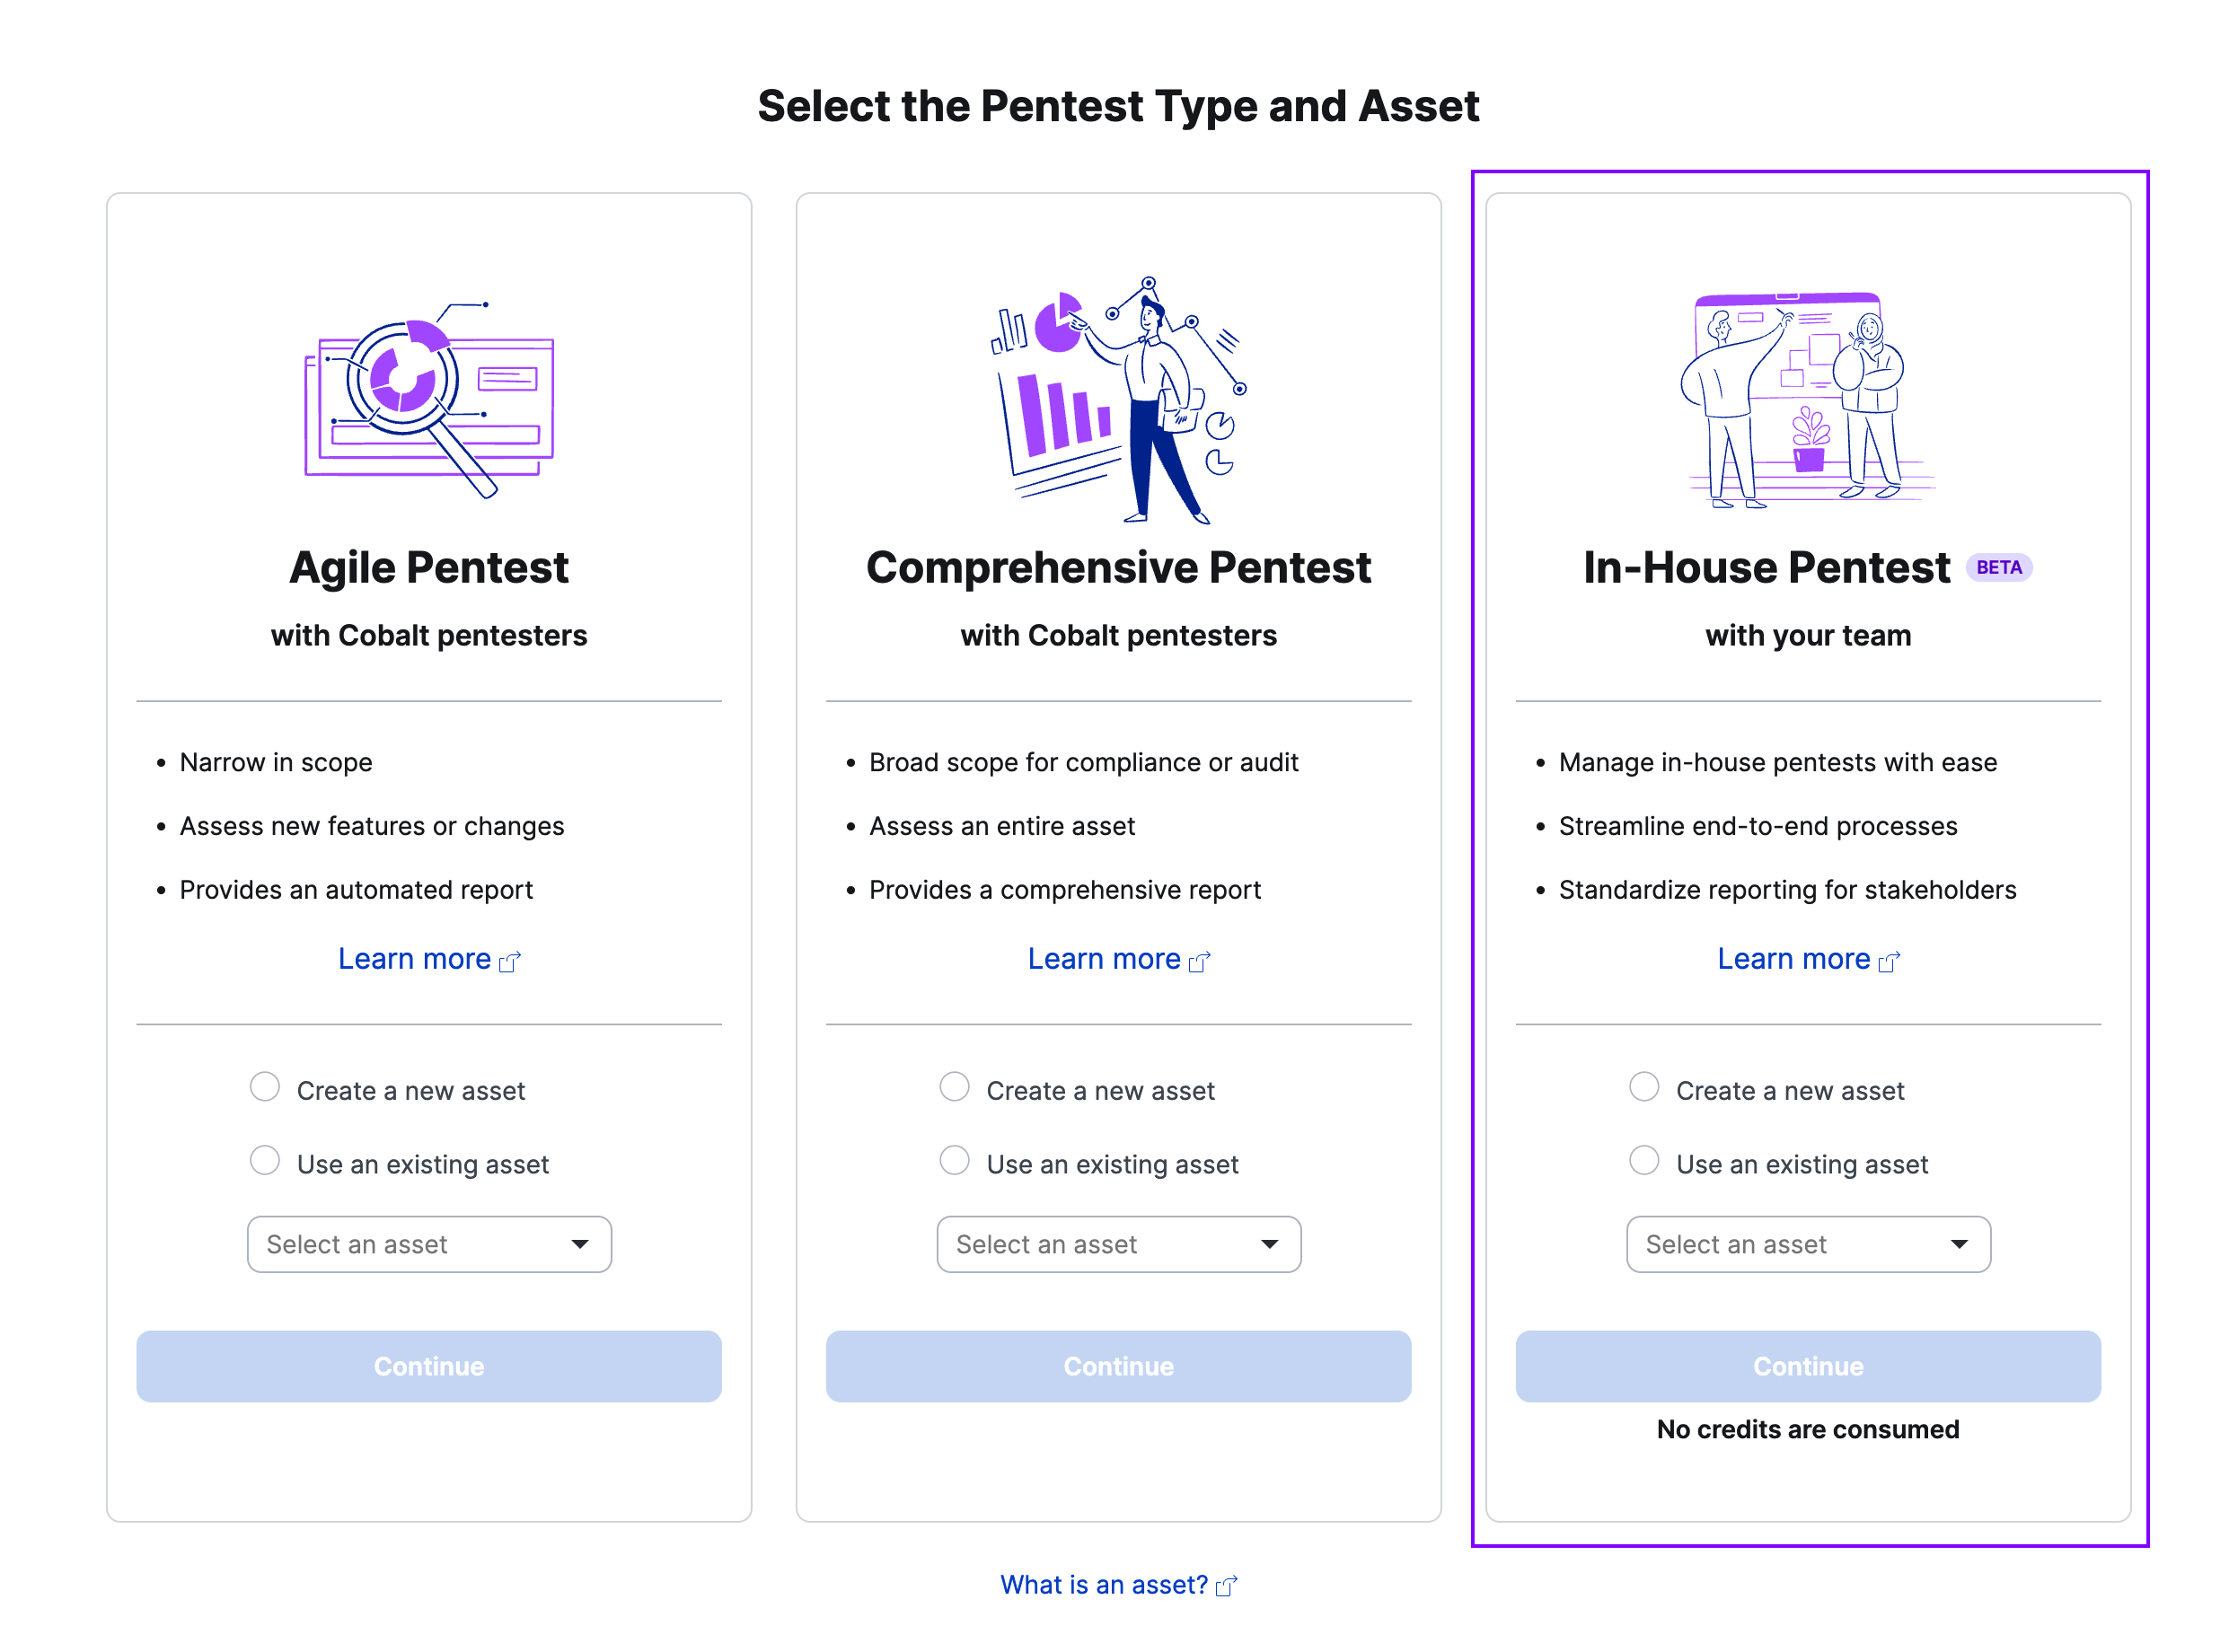 Select the Pentest Type and Asset
Agile Pentest
with Cobalt pentesters
• Narrow in scope
• Assess new features or changes
• Provides an automated report
Learn more
Create a new asset
Use an existing asset
Select an asset
Continue
Comprehensive Pentest
with Cobalt pentesters
• Broad scope for compliance or audit
• Assess an entire asset
• Provides a comprehensive report
Learn more
Create a new asset
Use an existing asset
Select an asset
Continue
In-House Pentest BETA
with your team
• Manage in-house pentests with ease
• Streamline end-to-end processes
• Standardize reporting for stakeholders
Learn more
Create a new asset
Use an existing asset
Select an asset
Continue
No credits are consumed
What is an asset?